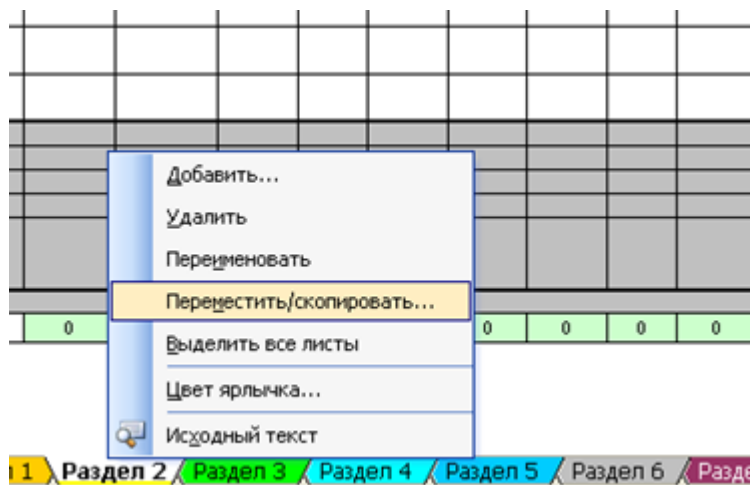 Добавить...
Удалить
Переименовать
Переместить/скопировать...
0 0 0 0 0
Выделить все листы
Цвет ярлычка...
Исходный текст
1 Раздел 2 Раздел 3 Раздел 4 Раздел 5 Раздел 6 Разде